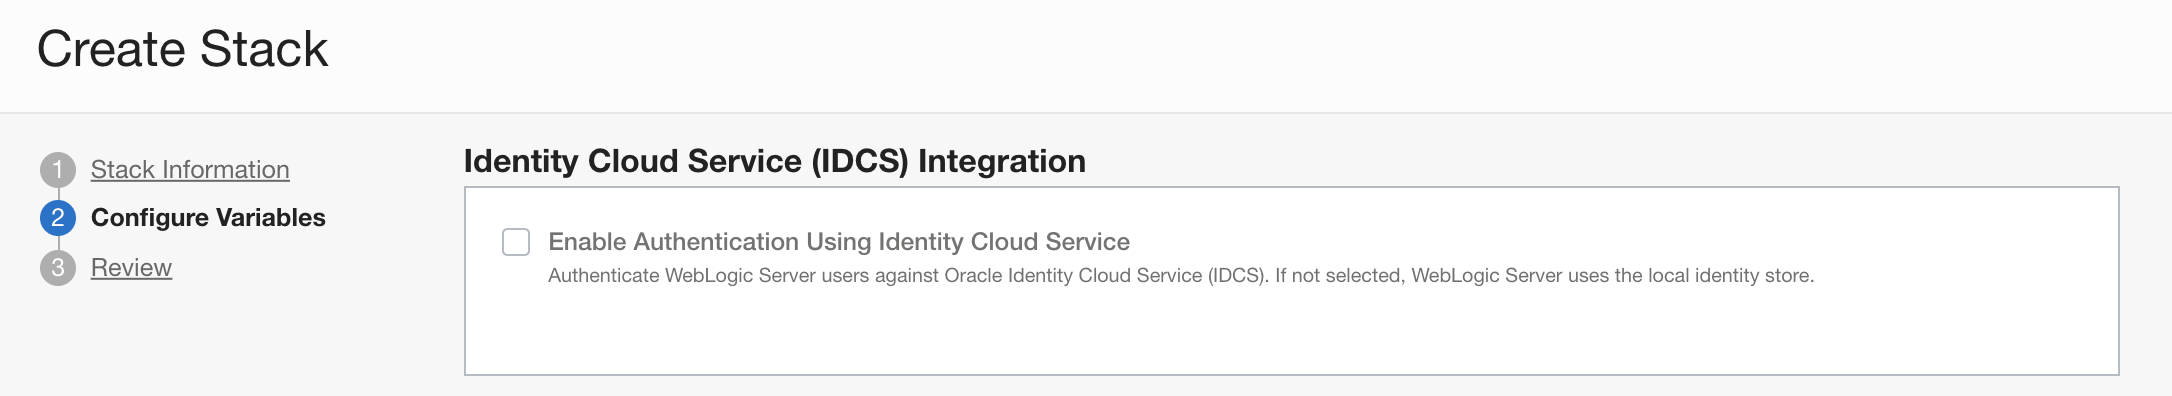 Create Stack
1 Stack Information
2 Configure Variables
3 Review
Identity Cloud Service (IDCS) Integration
Enable Authentication Using Identity Cloud Service
Authenticate WebLogic Server users against Oracle Identity Cloud Service (IDCS). If not selected, WebLogic Server uses the local identity store.